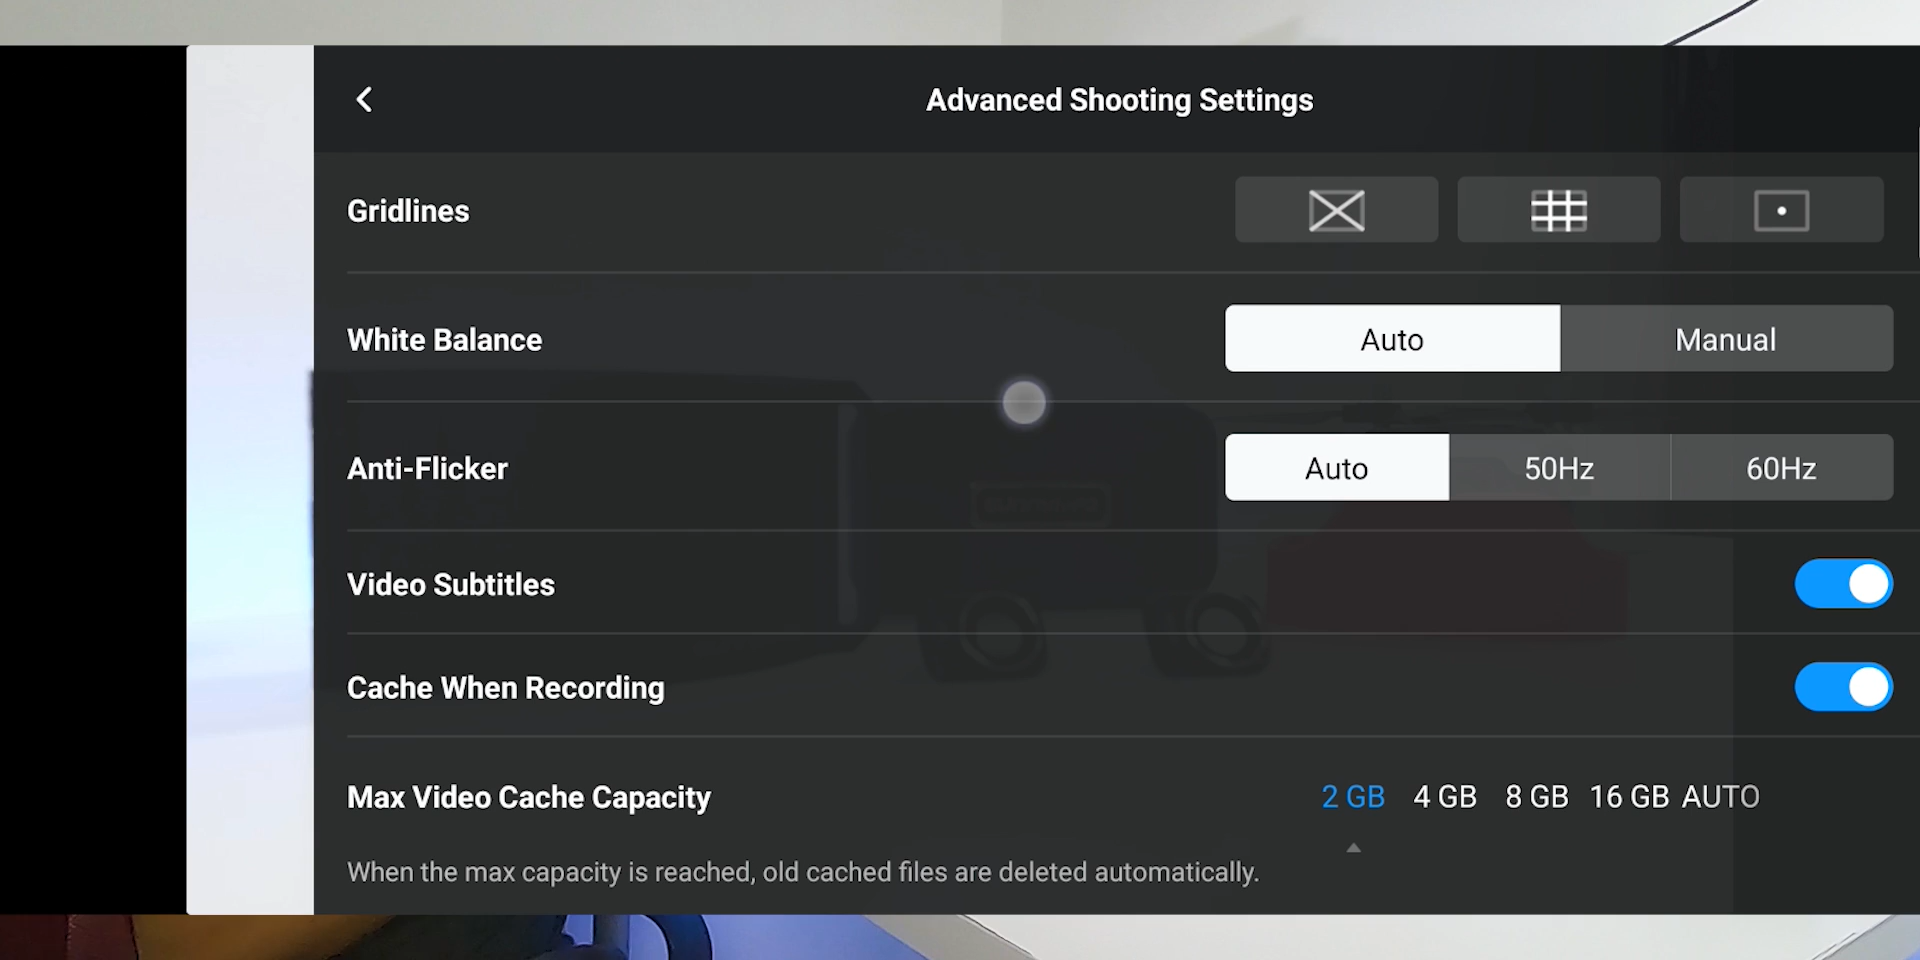 Advanced Shooting Settings
Gridlines
White Balance
Auto
Manual
Anti-Flicker
Auto
50Hz
60Hz
Video Subtitles
Cache When Recording
Max Video Cache Capacity
2 GB 4 GB 8 GB 16 GB AUTO
When the max capacity is reached, old cached files are deleted automatically.